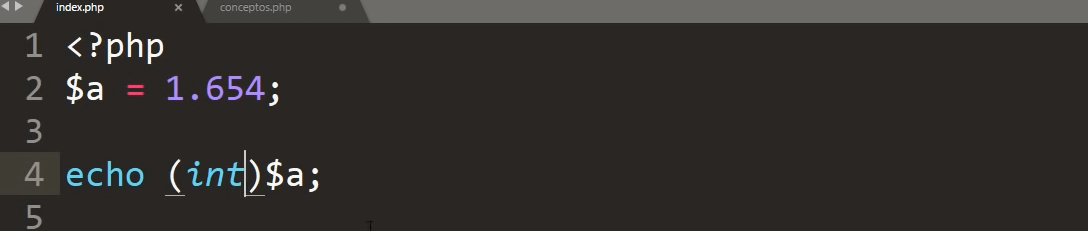 index.php × conceptos.php
1 <?php
2 $a = 1.654;
3
4 echo (int)$a;
5